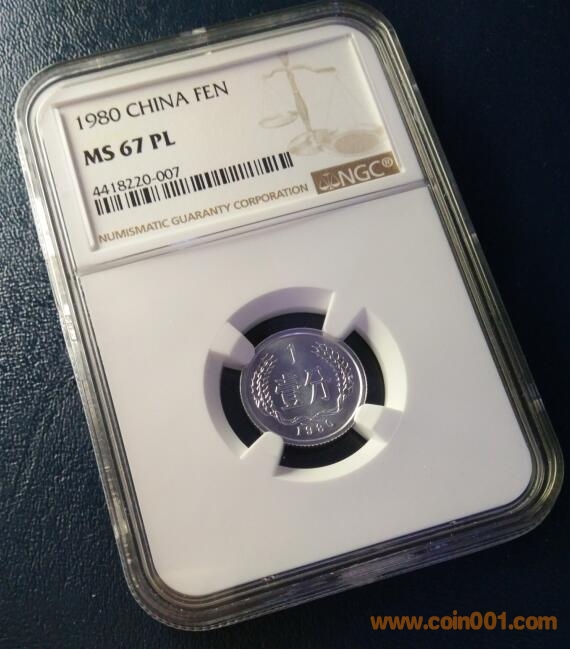 1980 CHINA FEN
MS 67 PL
4418220-007
NGC®
NUMISMATIC GUARANTY CORPORATION
1
壹分
1980
www.coin001.com